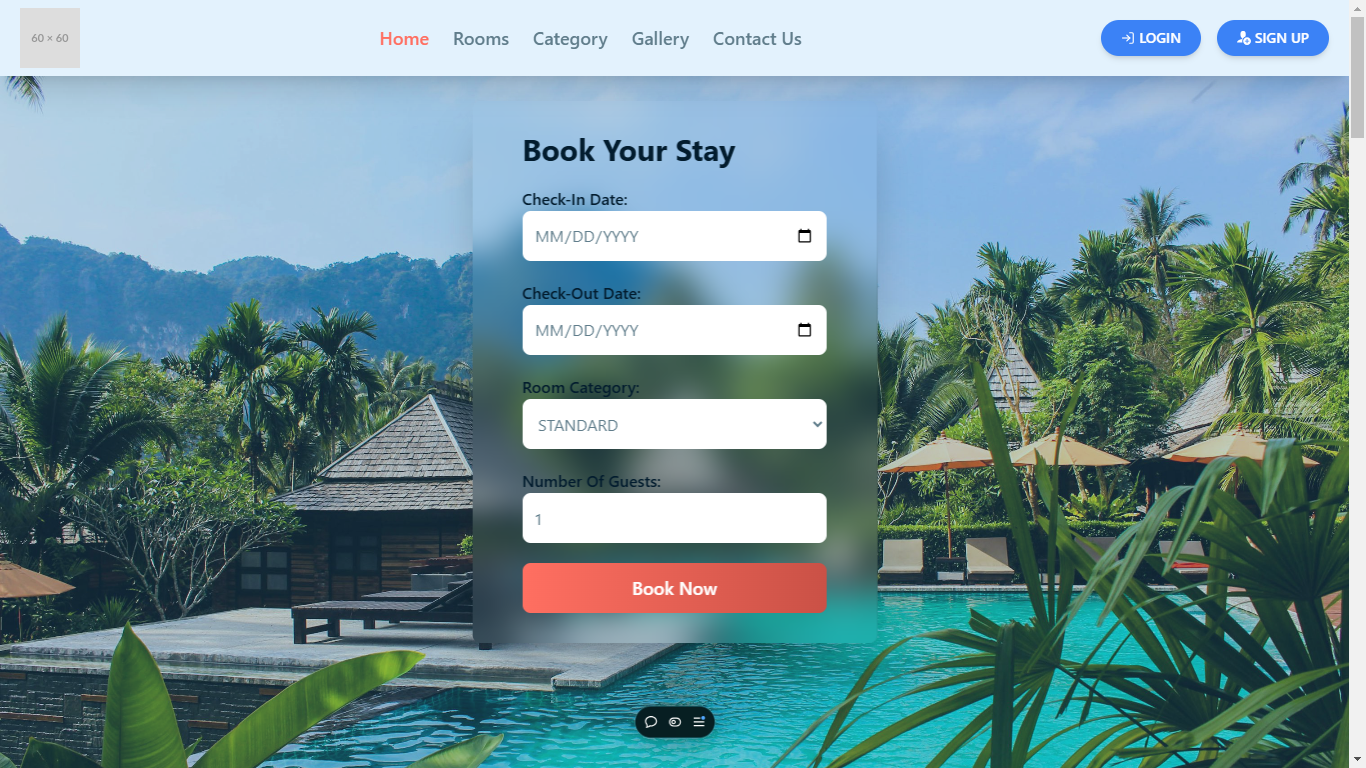 60 × 60
Home
Rooms
Category
Gallery
Contact Us
LOGIN
SIGN UP
Book Your Stay
Check-In Date:
MM/DD/YYYY
Check-Out Date:
MM/DD/YYYY
Room Category:
STANDARD
Number Of Guests:
1
Book Now